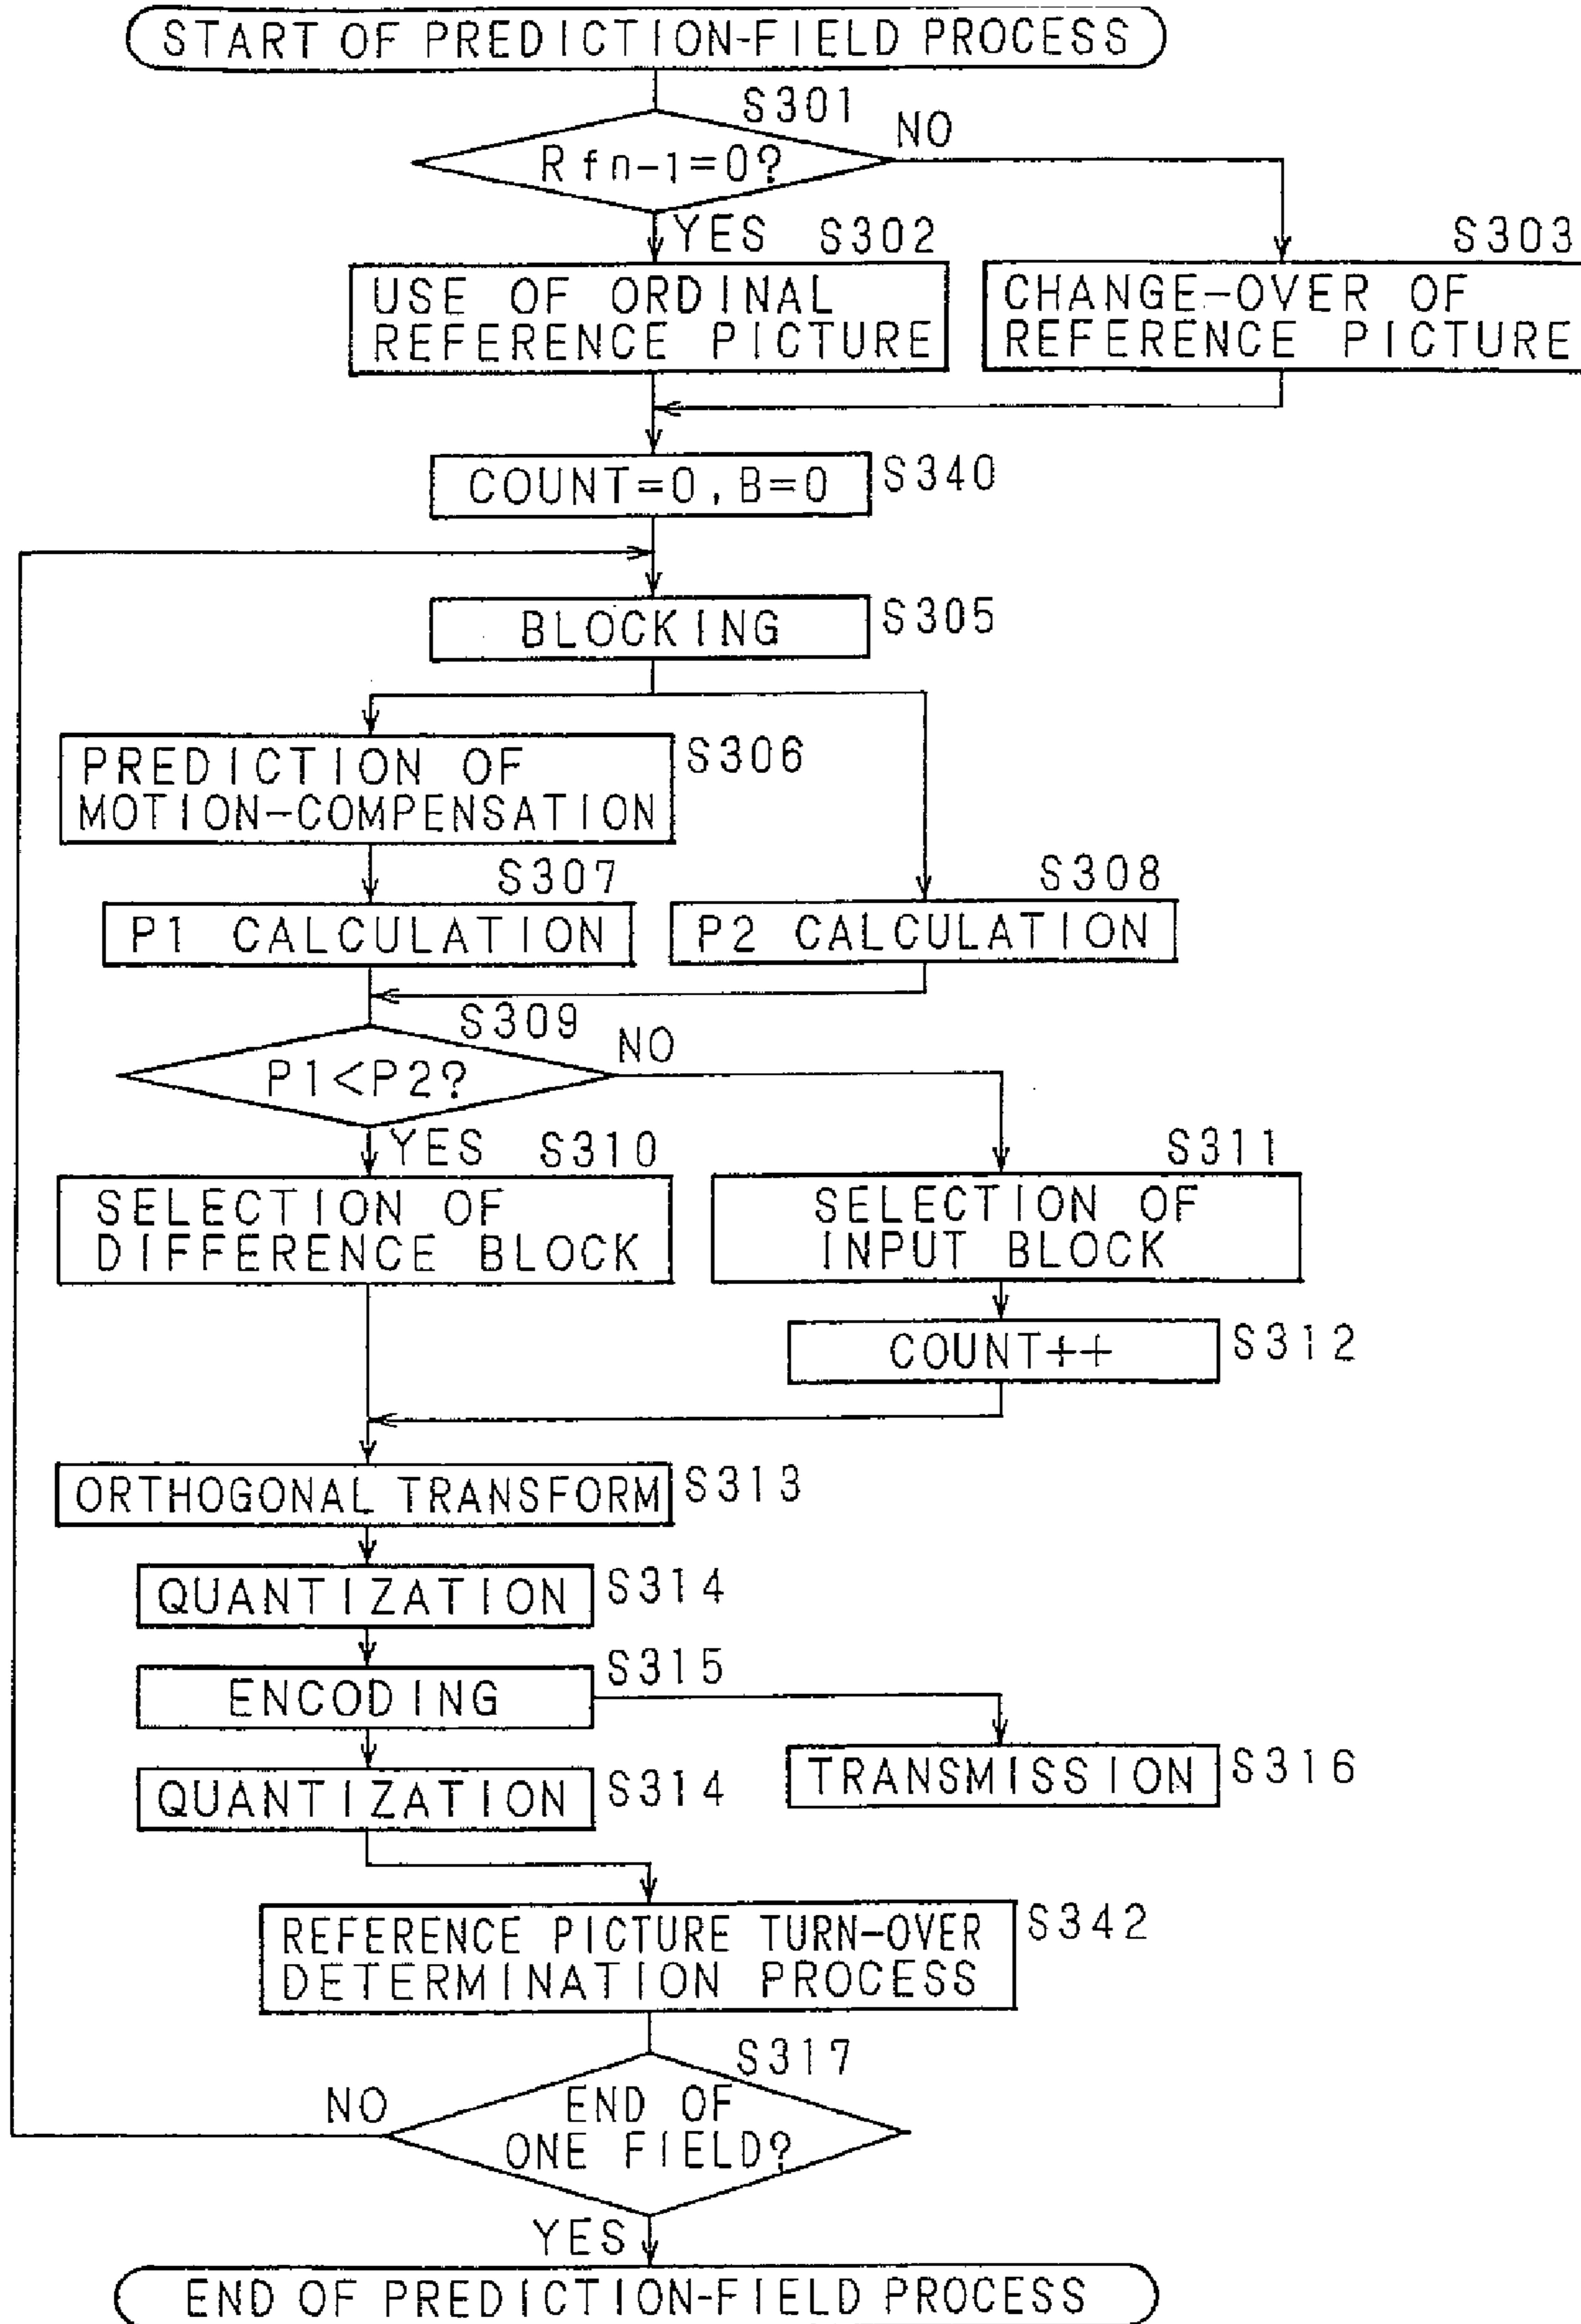 START OF PREDICTION-FIELD PROCESS
S301
Rfn-1=0?
NO
YES
S302
S303
USE OF ORDINAL
REFERENCE PICTURE
CHANGE-OVER OF
REFERENCE PICTURE
COUNT=0,B=0
S340
BLOCKING
S305
PREDICTION OF
MOTION-COMPENSATION
S306
S307
S308
P1 CALCULATION
P2 CALCULATION
S309
P1<P2?
NO
YES
S310
S311
SELECTION OF
DIFFERENCE BLOCK
SELECTION OF
INPUT BLOCK
COUNT++
S312
ORTHOGONAL TRANSFORM
S313
QUANTIZATION
S314
ENCODING
S315
TRANSMISSION
S316
QUANTIZATION
S314
REFERENCE PICTURE TURN-OVER
DETERMINATION PROCESS
S342
S317
END OF
ONE FIELD?
NO
YES
END OF PREDICTION-FIELD PROCESS